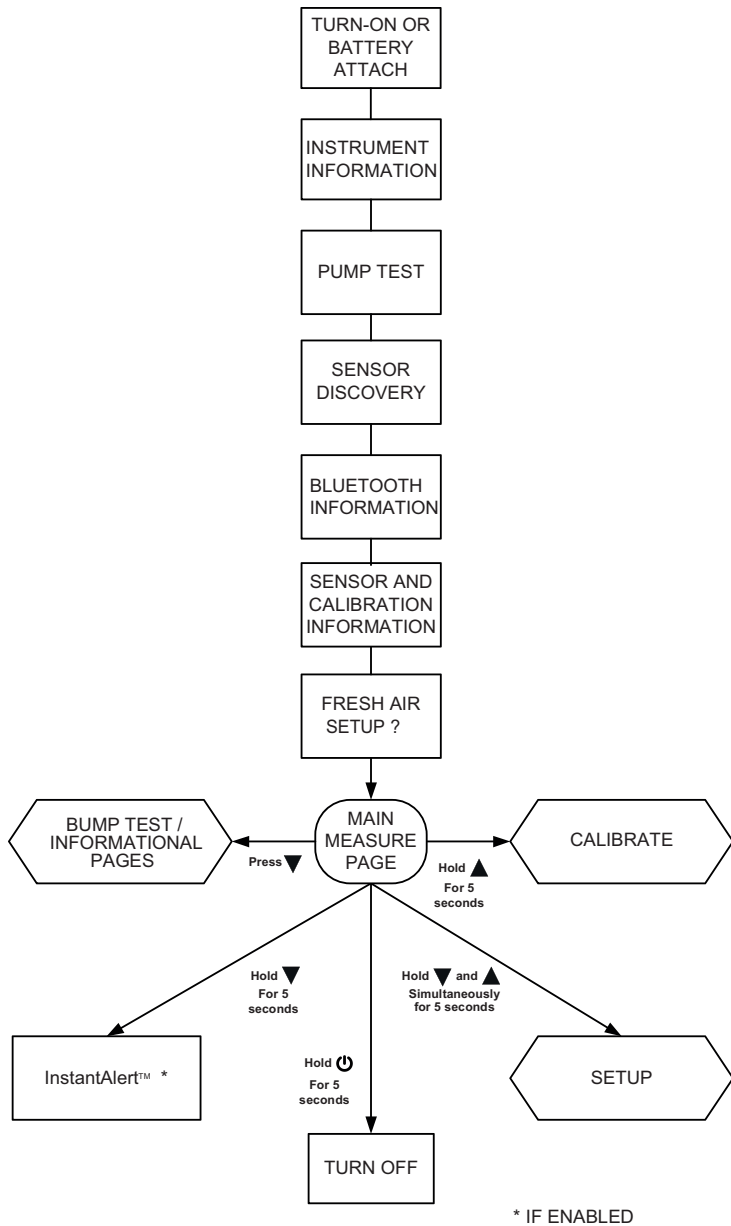 TURN-ON OR
BATTERY
ATTACH
INSTRUMENT
INFORMATION
PUMP TEST
SENSOR
DISCOVERY
BLUETOOTH
INFORMATION
SENSOR AND
CALIBRATION
INFORMATION
FRESH AIR
SETUP ?
BUMP TEST /
INFORMATIONAL
PAGES
Press ▼
MAIN
MEASURE
PAGE
Hold ▲
For 5
seconds
CALIBRATE
Hold ▼
For 5
seconds
Hold ▼ and ▲
Simultaneously
for 5 seconds
InstantAlert™ *
Hold ⏻
For 5
seconds
SETUP
TURN OFF
* IF ENABLED